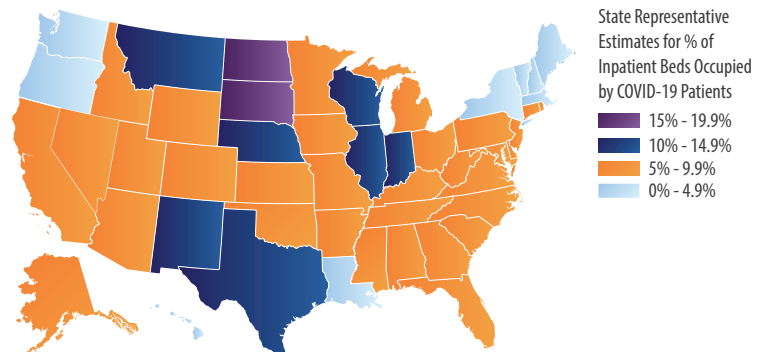 State Representative
Estimates for % of
Inpatient Beds Occupied
by COVID-19 Patients
15% - 19.9%
10% - 14.9%
5% - 9.9%
0% - 4.9%